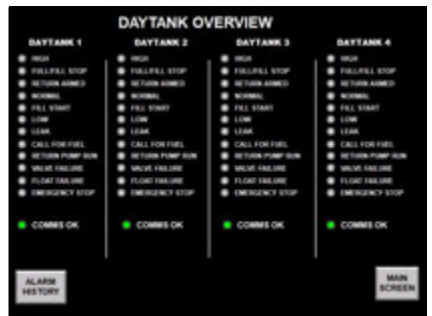 DAYTANK OVERVIEW
DAYTANK 1
HIGH
FULL/FILL STOP
RETURN ARMED
NORMAL
FILL START
LOW
LEAK
CALL FOR FUEL
RETURN PUMP RUN
VALVE FAILURE
FLOAT FAILURE
EMERGENCY STOP
COMMS OK
DAYTANK 2
HIGH
FULL/FILL STOP
RETURN ARMED
NORMAL
FILL START
LOW
LEAK
CALL FOR FUEL
RETURN PUMP RUN
VALVE FAILURE
FLOAT FAILURE
EMERGENCY STOP
COMMS OK
DAYTANK 3
HIGH
FULL/FILL STOP
RETURN ARMED
NORMAL
FILL START
LOW
LEAK
CALL FOR FUEL
RETURN PUMP RUN
VALVE FAILURE
FLOAT FAILURE
EMERGENCY STOP
COMMS OK
DAYTANK 4
HIGH
FULL/FILL STOP
RETURN ARMED
NORMAL
FILL START
LOW
LEAK
CALL FOR FUEL
RETURN PUMP RUN
VALVE FAILURE
FLOAT FAILURE
EMERGENCY STOP
COMMS OK
ALARM
HISTORY
MAIN
SCREEN